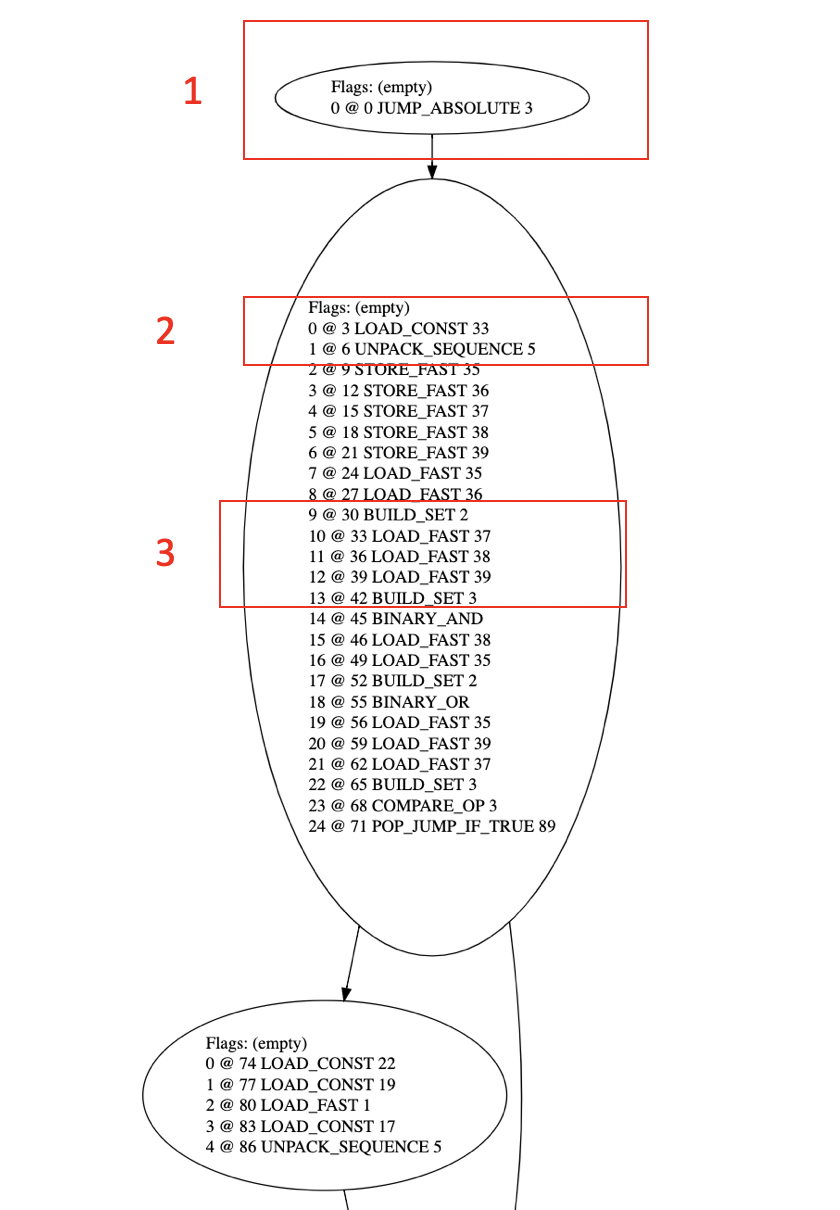 1
Flags: (empty)
0 @ 0 JUMP_ABSOLUTE 3
2
Flags: (empty)
0 @ 3 LOAD_CONST 33
1 @ 6 UNPACK_SEQUENCE 5
2 @ 9 STORE_FAST 35
3 @ 12 STORE_FAST 36
4 @ 15 STORE_FAST 37
5 @ 18 STORE_FAST 38
6 @ 21 STORE_FAST 39
7 @ 24 LOAD_FAST 35
8 @ 27 LOAD_FAST 36
3
9 @ 30 BUILD_SET 2
10 @ 33 LOAD_FAST 37
11 @ 36 LOAD_FAST 38
12 @ 39 LOAD_FAST 39
13 @ 42 BUILD_SET 3
14 @ 45 BINARY_AND
15 @ 46 LOAD_FAST 38
16 @ 49 LOAD_FAST 35
17 @ 52 BUILD_SET 2
18 @ 55 BINARY_OR
19 @ 56 LOAD_FAST 35
20 @ 59 LOAD_FAST 39
21 @ 62 LOAD_FAST 37
22 @ 65 BUILD_SET 3
23 @ 68 COMPARE_OP 3
24 @ 71 POP_JUMP_IF_TRUE 89
Flags: (empty)
0 @ 74 LOAD_CONST 22
1 @ 77 LOAD_CONST 19
2 @ 80 LOAD_FAST 1
3 @ 83 LOAD_CONST 17
4 @ 86 UNPACK_SEQUENCE 5